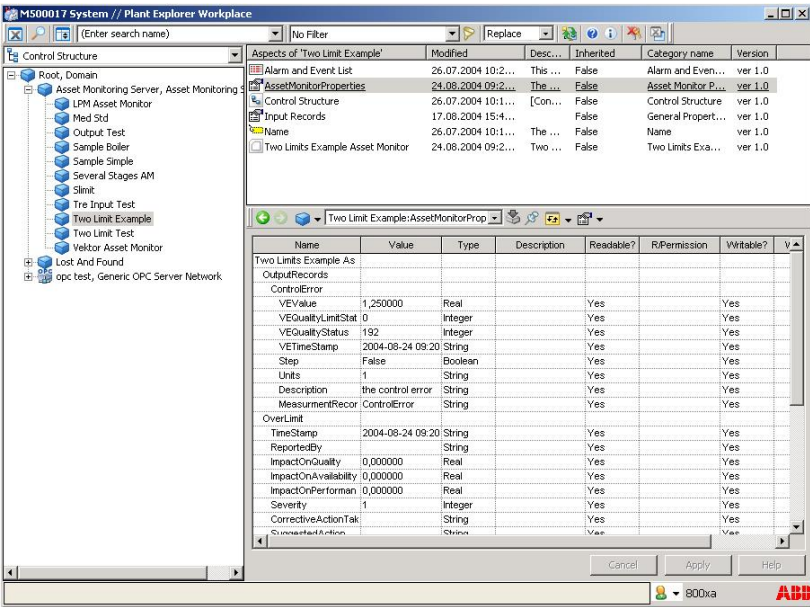 M500017 System // Plant Explorer Workplace
(Enter search name) No Filter Replace
Control Structure
Root, Domain
Asset Monitoring Server, Asset Monitoring S
LPM Asset Monitor
Med Std
Output Test
Sample Boiler
Sample Simple
Several Stages AM
Slimit
Tre Input Test
Two Limit Example
Two Limit Test
Vektor Asset Monitor
Lost And Found
opc test, Generic OPC Server Network
Aspects of 'Two Limit Example' Modified Desc... Inherited Category name Version
Alarm and Event List 26.07.2004 10:2... This ... False Alarm and Even... ver 1.0
AssetMonitorProperties 24.08.2004 09:2... The ... False Asset Monitor P... ver 1.0
Control Structure 26.07.2004 10:1... [Con... False Control Structure ver 1.0
Input Records 17.08.2004 15:4... False General Propert... ver 1.0
Name 26.07.2004 10:1... The ... False Name ver 1.0
Two Limits Example Asset Monitor 24.08.2004 09:2... Two ... False Two Limits Exa... ver 1.0
Two Limit Example:AssetMonitorProp
Name Value Type Description Readable? R/Permission Writable? V
Two Limits Example As
OutputRecords
ControlError
VEValue 1,250000 Real Yes Yes
VEQualityLimitStat 0 Integer Yes Yes
VEQualityStatus 192 Integer Yes Yes
VETimeStamp 2004-08-24 09:20 String Yes Yes
Step False Boolean Yes Yes
Units 1 String Yes Yes
Description the control error String Yes Yes
MeasurmentRecor ControlError String Yes Yes
OverLimit
TimeStamp 2004-08-24 09:20 String Yes Yes
ReportedBy String Yes Yes
ImpactOnQuality 0,000000 Real Yes Yes
ImpactOnAvailability 0,000000 Real Yes Yes
ImpactOnPerforman 0,000000 Real Yes Yes
Severity 1 Integer Yes Yes
CorrectiveActionTak String Yes Yes
SuggestedAction String Yes Yes
Cancel Apply Help
800xa ABB